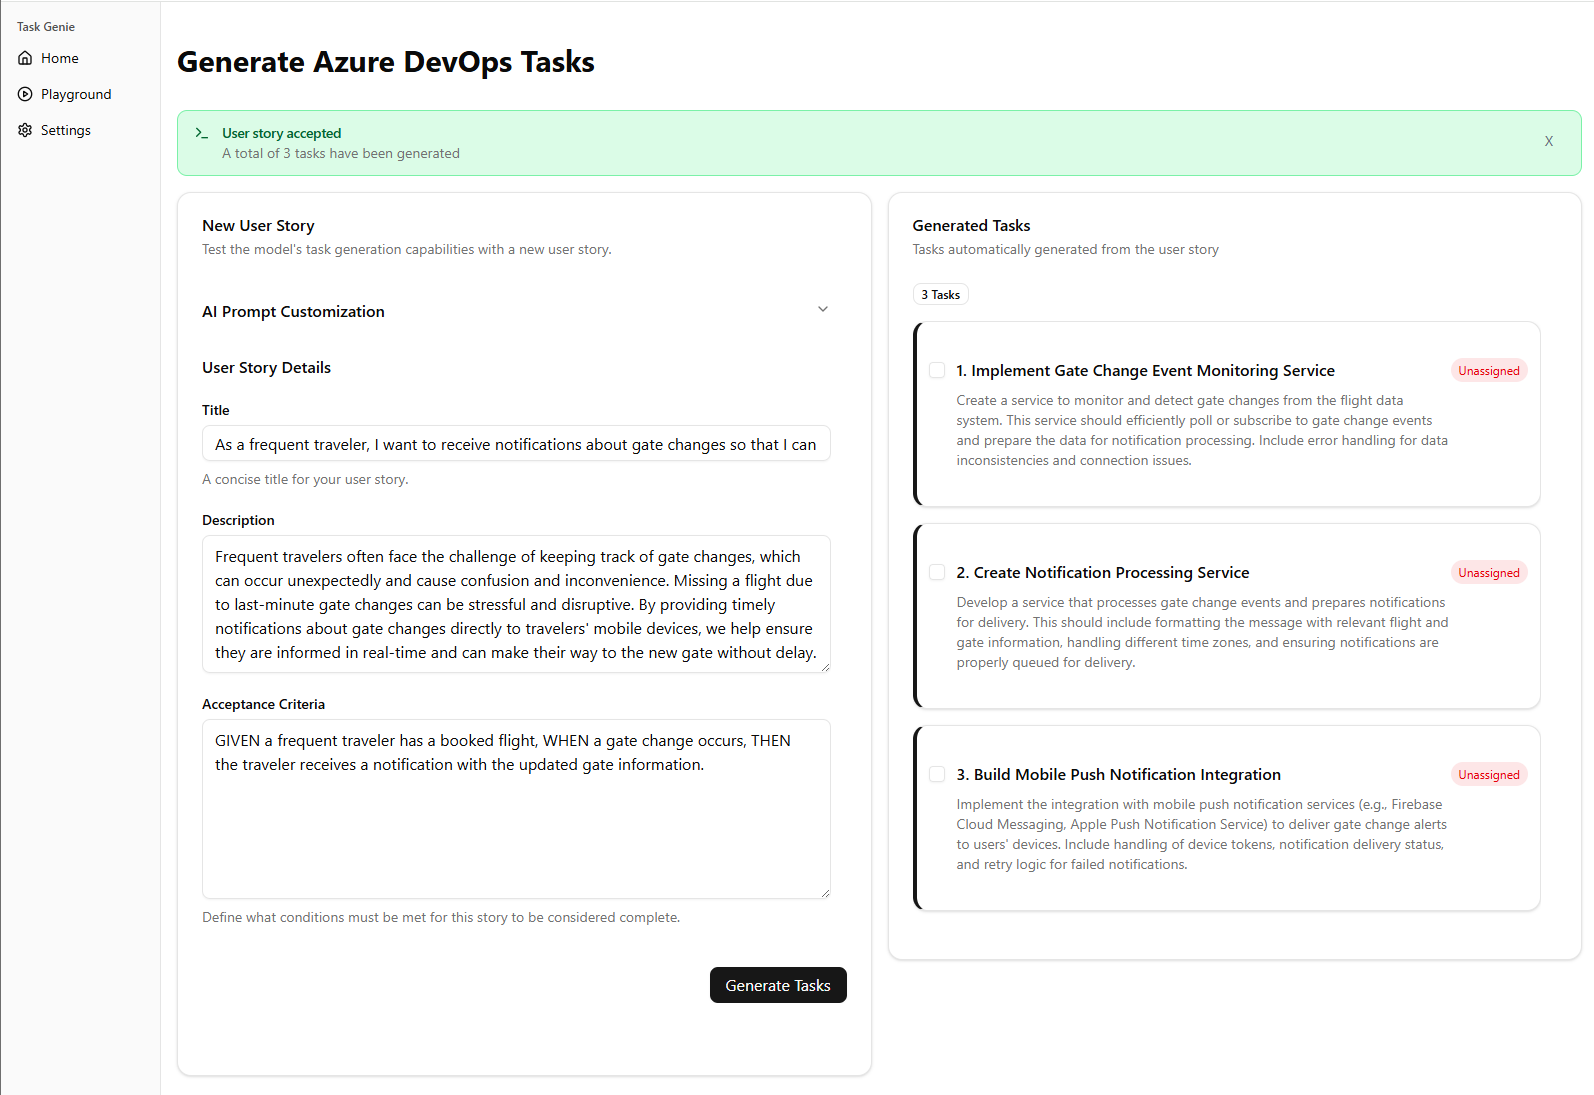 Task Genie
Home
Playground
Settings
Generate Azure DevOps Tasks
User story accepted
A total of 3 tasks have been generated
X
New User Story
Test the model's task generation capabilities with a new user story.
AI Prompt Customization
User Story Details
Title
As a frequent traveler, I want to receive notifications about gate changes so that I can
A concise title for your user story.
Description
Frequent travelers often face the challenge of keeping track of gate changes, which
can occur unexpectedly and cause confusion and inconvenience. Missing a flight due
to last-minute gate changes can be stressful and disruptive. By providing timely
notifications about gate changes directly to travelers' mobile devices, we help ensure
they are informed in real-time and can make their way to the new gate without delay.
Acceptance Criteria
GIVEN a frequent traveler has a booked flight, WHEN a gate change occurs, THEN
the traveler receives a notification with the updated gate information.
Define what conditions must be met for this story to be considered complete.
Generate Tasks
Generated Tasks
Tasks automatically generated from the user story
3 Tasks
1. Implement Gate Change Event Monitoring Service
Unassigned
Create a service to monitor and detect gate changes from the flight data
system. This service should efficiently poll or subscribe to gate change events
and prepare the data for notification processing. Include error handling for data
inconsistencies and connection issues.
2. Create Notification Processing Service
Unassigned
Develop a service that processes gate change events and prepares notifications
for delivery. This should include formatting the message with relevant flight and
gate information, handling different time zones, and ensuring notifications are
properly queued for delivery.
3. Build Mobile Push Notification Integration
Unassigned
Implement the integration with mobile push notification services (e.g., Firebase
Cloud Messaging, Apple Push Notification Service) to deliver gate change alerts
to users' devices. Include handling of device tokens, notification delivery status,
and retry logic for failed notifications.